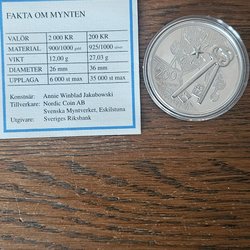 FAKTA OM MYNTEN
VALÖR 2 000 KR 200 KR
MATERIAL 900/1000 guld 925/1000 silver
VIKT 12,00 g 27,03 g
DIAMETER 26 mm 36 mm
UPPLAGA 6 000 st max 35 000 st max
Konstnär: Annie Winblad Jakubowski
Tillverkare: Nordic Coin AB
Svenska Myntverket, Eskilstuna
Utgivare: Sveriges Riksbank